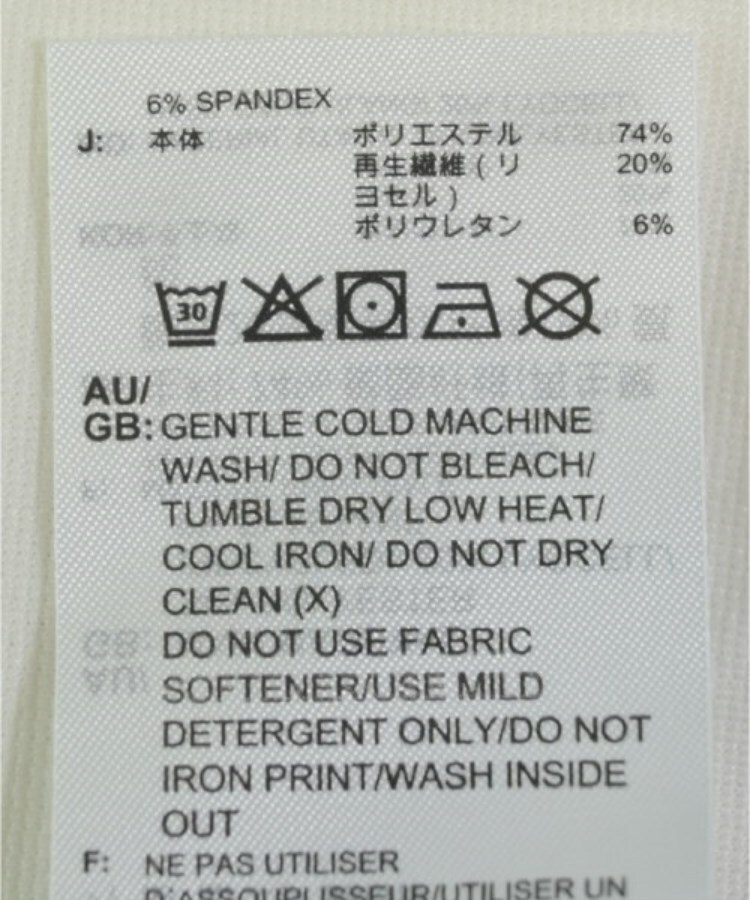 6% SPANDEX
J: 本体 ポリエステル 74%
再生繊維(リ 20%
ヨセル)
ポリウレタン 6%
30
AU/
GB: GENTLE COLD MACHINE
WASH/ DO NOT BLEACH/
TUMBLE DRY LOW HEAT/
COOL IRON/ DO NOT DRY
CLEAN (X)
DO NOT USE FABRIC
SOFTENER/USE MILD
DETERGENT ONLY/DO NOT
IRON PRINT/WASH INSIDE
OUT
F: NE PAS UTILISER
D'ASSOUPLISSEUR/UTILISER UN